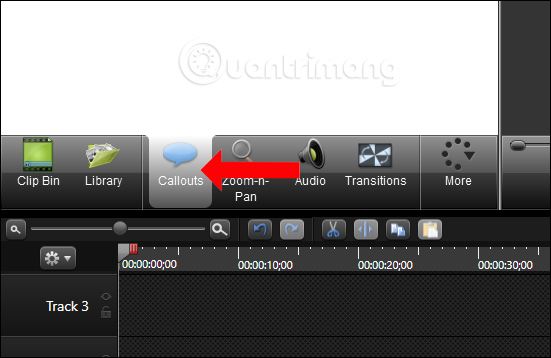 Quantrimang
Clip Bin
Library
Callouts
Zoom-n-
Pan
Audio
Transitions
More
00:00:00;00
00:00:10;00
00:00:20;00
00:00:30;00
Track 3